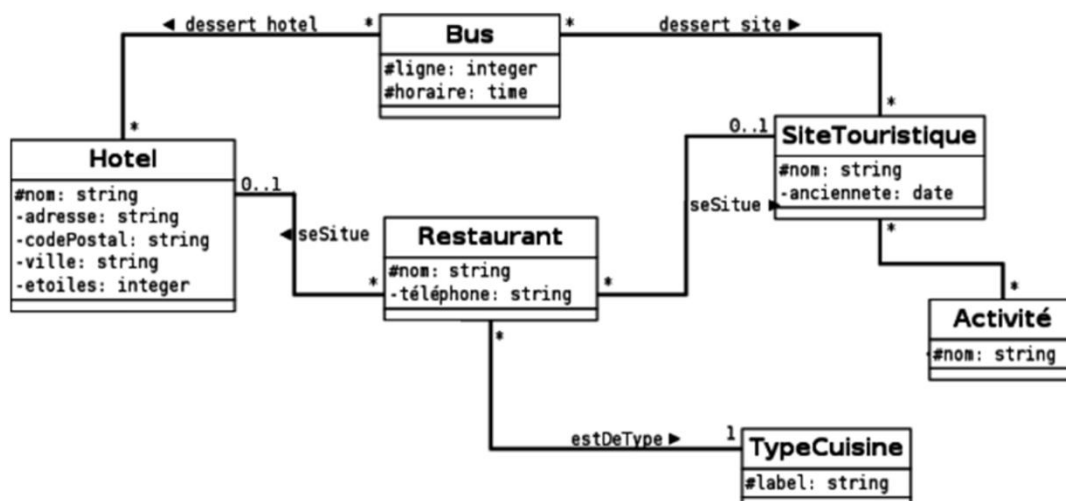 ◄ dessert hotel
*
Bus
*
dessert site ►
#ligne: integer
#horaire: time
*
*
Hotel
#nom: string
-adresse: string
-codePostal: string
-ville: string
-etoiles: integer
0..1
◄seSitue
*
Restaurant
#nom: string
-téléphone: string
*
*
0..1
seSitue►
SiteTouristique
#nom: string
-anciennete: date
*
*
Activité
#nom: string
estDeType ►
1
TypeCuisine
#label: string